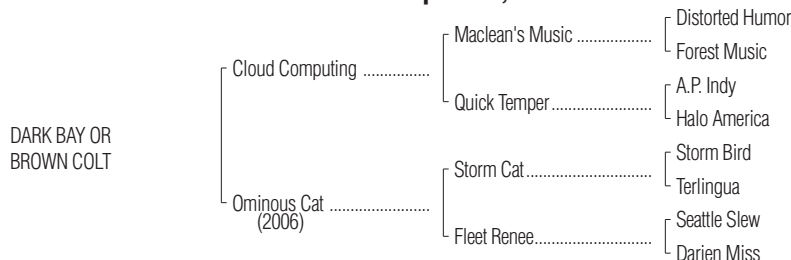 Distorted Humor
Maclean's Music ..................
Forest Music
Cloud Computing ................
A.P. Indy
Quick Temper........................
Halo America
DARK BAY OR
BROWN COLT
Storm Bird
Storm Cat..............................
Terlingua
Ominous Cat ........................
(2006)
Seattle Slew
Fleet Renee............................
Darien Miss